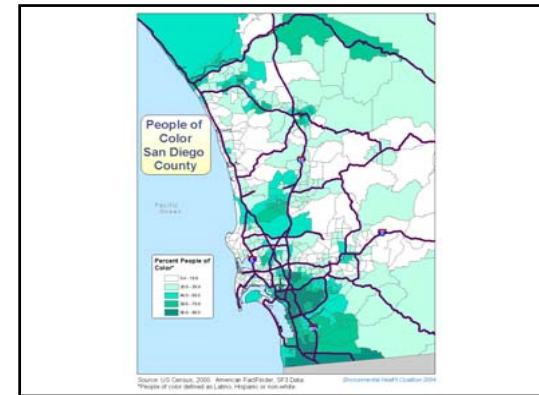 People of
Color
San Diego
County
Pacific
Ocean
Percent People of
Color*
Source: US Census, 2000. American FactFinder, SF3 Data.
Environmental Health Coalition 2004
*People of color defined as Latino, Hispanic or non-white.